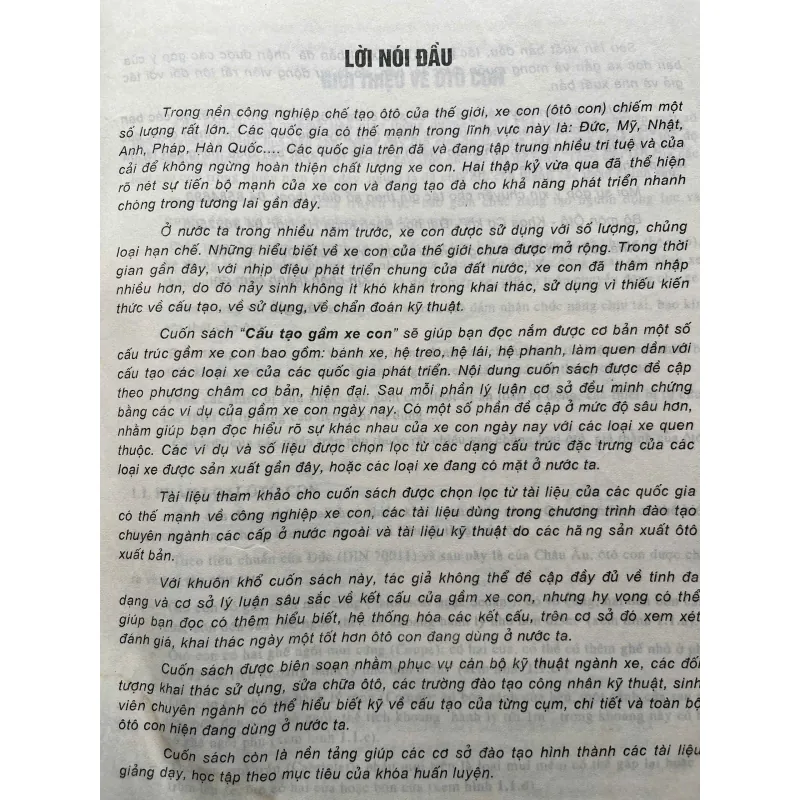 LỜI NÓI ĐẦU
Trong nền công nghiệp chế tạo ôtô của thế giới, xe con (ôtô con) chiếm một
số lượng rất lớn. Các quốc gia có thế mạnh trong lĩnh vực này là: Đức, Mỹ, Nhật,
Anh, Pháp, Hàn Quốc.... Các quốc gia trên đã và đang tập trung nhiều trí tuệ và của
cải để không ngừng hoàn thiện chất lượng xe con. Hai thập kỷ vừa qua đã thể hiện
rõ nét sự tiến bộ mạnh của xe con và đang tạo đà cho khả năng phát triển nhanh
chóng trong tương lai gần đây.
Ở nước ta trong nhiều năm trước, xe con được sử dụng với số lượng, chủng
loại hạn chế. Những hiểu biết về xe con của thế giới chưa được mở rộng. Trong thời
gian gần đây, với nhịp điệu phát triển chung của đất nước, xe con đã thâm nhập
nhiều hơn, do đó nảy sinh không ít khó khăn trong khai thác, sử dụng vì thiếu kiến
thức về cấu tạo, về sử dụng, về chẩn đoán kỹ thuật.
Cuốn sách "Cấu tạo gầm xe con" sẽ giúp bạn đọc nắm được cơ bản một số
cấu trúc gầm xe con bao gồm: bánh xe, hệ treo, hệ lái, hệ phanh, làm quen dần với
cấu tạo các loại xe của các quốc gia phát triển. Nội dung cuốn sách được đề cập
theo phương châm cơ bản, hiện đại. Sau mỗi phần lý luận cơ sở đều minh chứng
bằng các ví dụ của gầm xe con ngày nay. Có một số phần đề cập ở mức độ sâu hơn,
nhằm giúp bạn đọc hiểu rõ sự khác nhau của xe con ngày nay với các loại xe quen
thuộc. Các ví dụ và số liệu được chọn lọc từ các dạng cấu trúc đặc trưng của các
loại xe được sản xuất gần đây, hoặc các loại xe đang có mặt ở nước ta.
Tài liệu tham khảo cho cuốn sách được chọn lọc từ tài liệu của các quốc gia
có thế mạnh về công nghiệp xe con, các tài liệu dùng trong chương trình đào tạo
chuyên ngành các cấp ở nước ngoài và tài liệu kỹ thuật do các hãng sản xuất ôtô
xuất bản.
Với khuôn khổ cuốn sách này, tác giả không thể đề cập đầy đủ về tính đa
dạng và cơ sở lý luận sâu sắc về kết cấu của gầm xe con, nhưng hy vọng có thể
giúp bạn đọc có thêm hiểu biết, hệ thống hóa các kết cấu, trên cơ sở đó xem xét
đánh giá, khai thác ngày một tốt hơn ôtô con đang dùng ở nước ta.
Cuốn sách được biên soạn nhằm phục vụ cán bộ kỹ thuật ngành xe, các đối
tượng khai thác sử dụng, sửa chữa ôtô, các trường đào tạo công nhân kỹ thuật, sinh
viên chuyên ngành có thể hiểu biết kỹ về cấu tạo của từng cụm, chi tiết và toàn bộ
ôtô con hiện đang dùng ở nước ta.
Cuốn sách còn là nền tảng giúp các cơ sở đào tạo hình thành các tài liệu
giảng dạy, học tập theo mục tiêu của khóa huấn luyện.